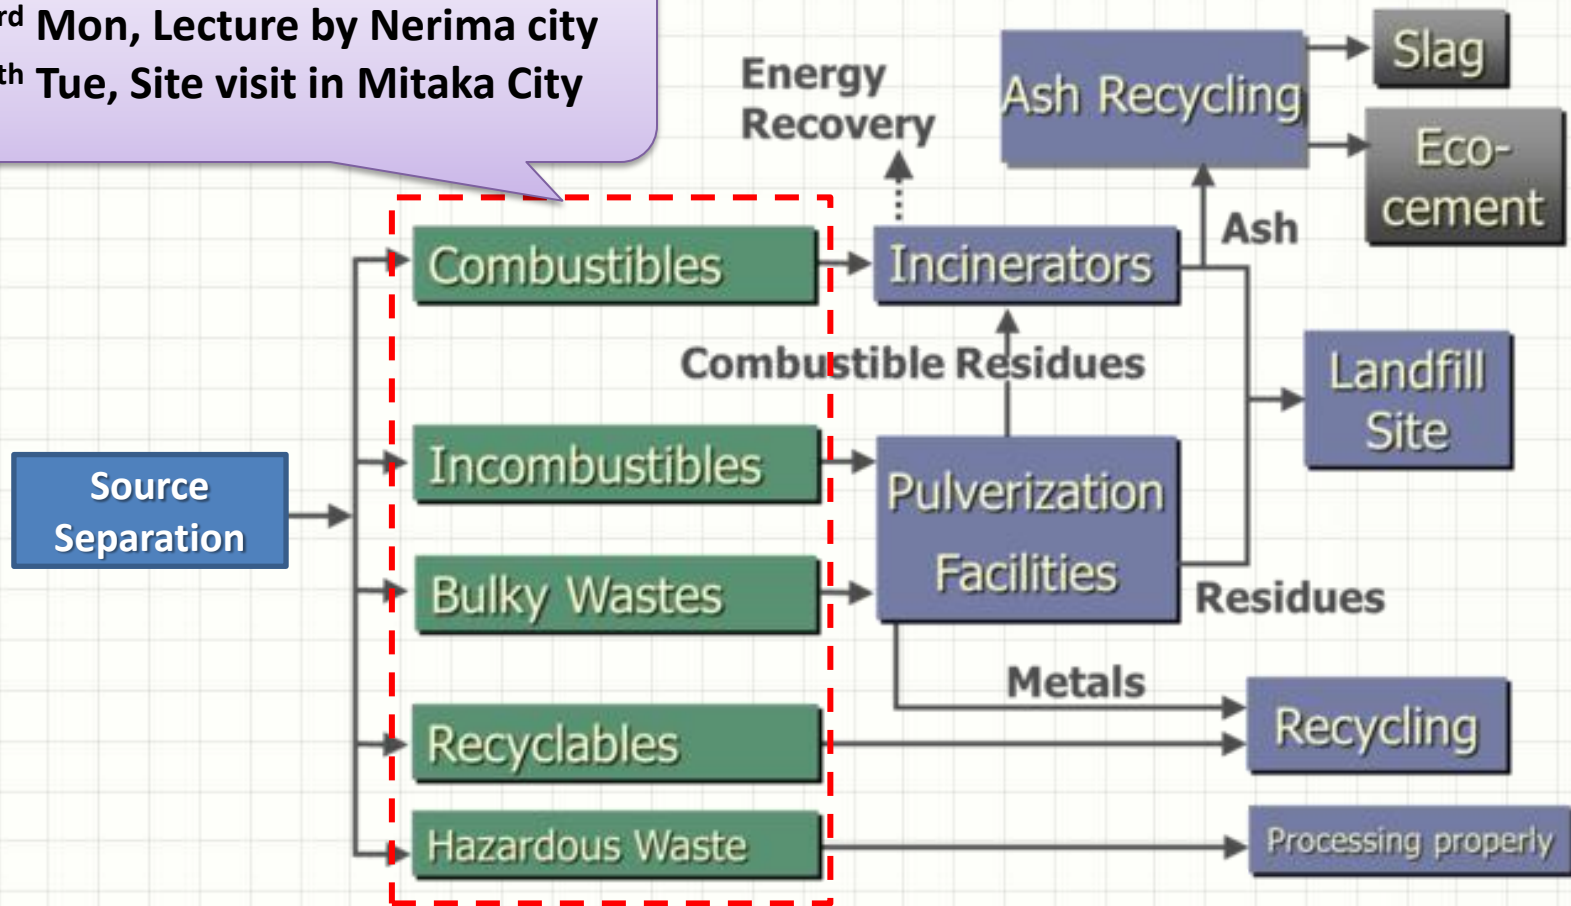 rd Mon, Lecture by Nerima city
th Tue, Site visit in Mitaka City
Energy
Recovery
Ash Recycling
Slag
Eco-
cement
Combustibles
Incinerators
Ash
Combustible Residues
Landfill
Site
Source
Separation
Incombustibles
Pulverization
Facilities
Bulky Wastes
Residues
Metals
Recyclables
Recycling
Hazardous Waste
Processing properly